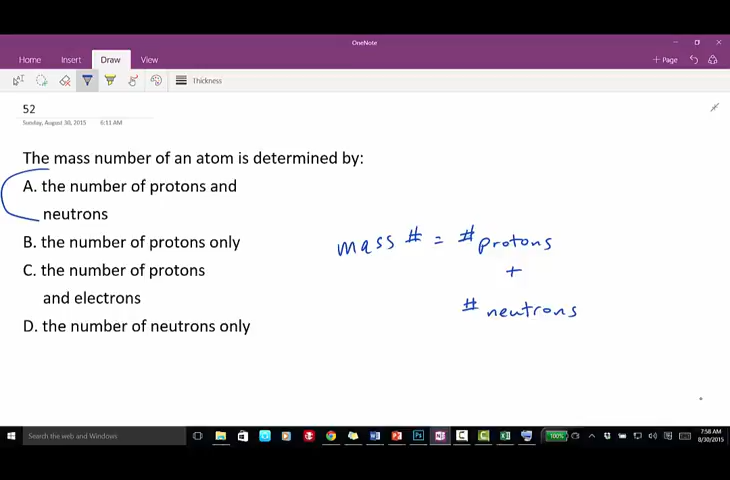 OneNote
Home Insert Draw View
+ Page
Thickness
52
Sunday, August 30, 2015 6:11 AM
The mass number of an atom is determined by:
A. the number of protons and
neutrons
B. the number of protons only
C. the number of protons
and electrons
D. the number of neutrons only
mass # = # protons
+
# neutrons
Search the web and Windows
100%
7:58 AM
8/30/2015